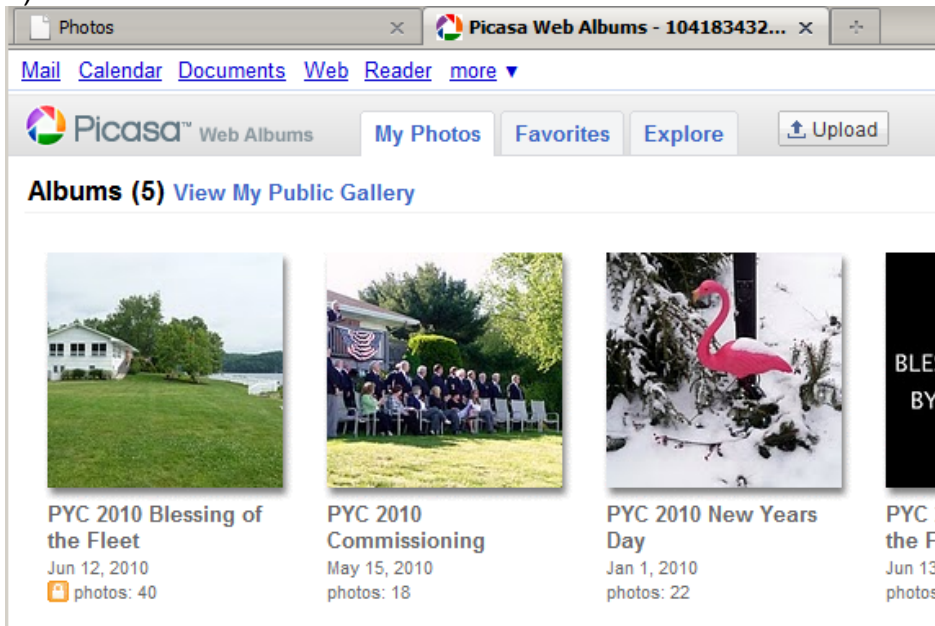 )
Photos
Picasa Web Albums - 104183432...
Mail Calendar Documents Web Reader more ▼
Picasa™ Web Albums My Photos Favorites Explore Upload
Albums (5) View My Public Gallery
BLE
BY
PYC 2010 Blessing of the Fleet
Jun 12, 2010
photos: 40
PYC 2010 Commissioning
May 15, 2010
photos: 18
PYC 2010 New Years Day
Jan 1, 2010
photos: 22
PYC
the F
Jun 13
photos